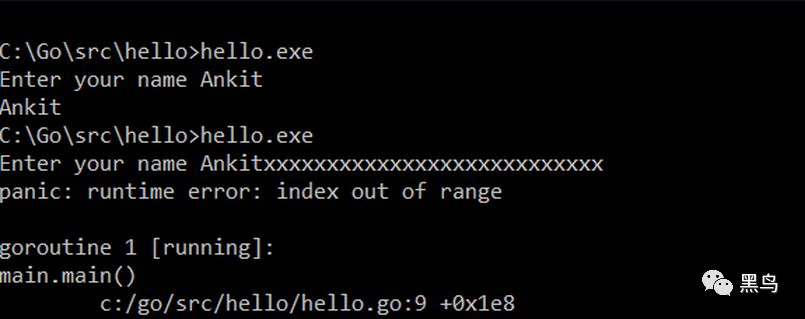 C:\Go\src\hello>hello.exe
Enter your name Ankit
Ankit
C:\Go\src\hello>hello.exe
Enter your name Ankitxxxxxxxxxxxxxxxxxxxxxxxxxxx
panic: runtime error: index out of range
goroutine 1 [running]:
main.main()
c:/go/src/hello/hello.go:9 +0x1e8
黑鸟